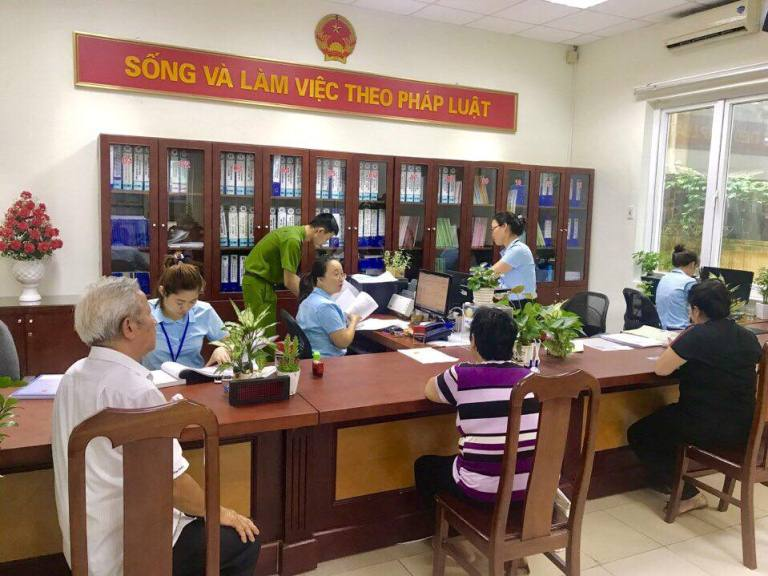 SỐNG VÀ LÀM VIỆC THEO PHÁP LUẬT